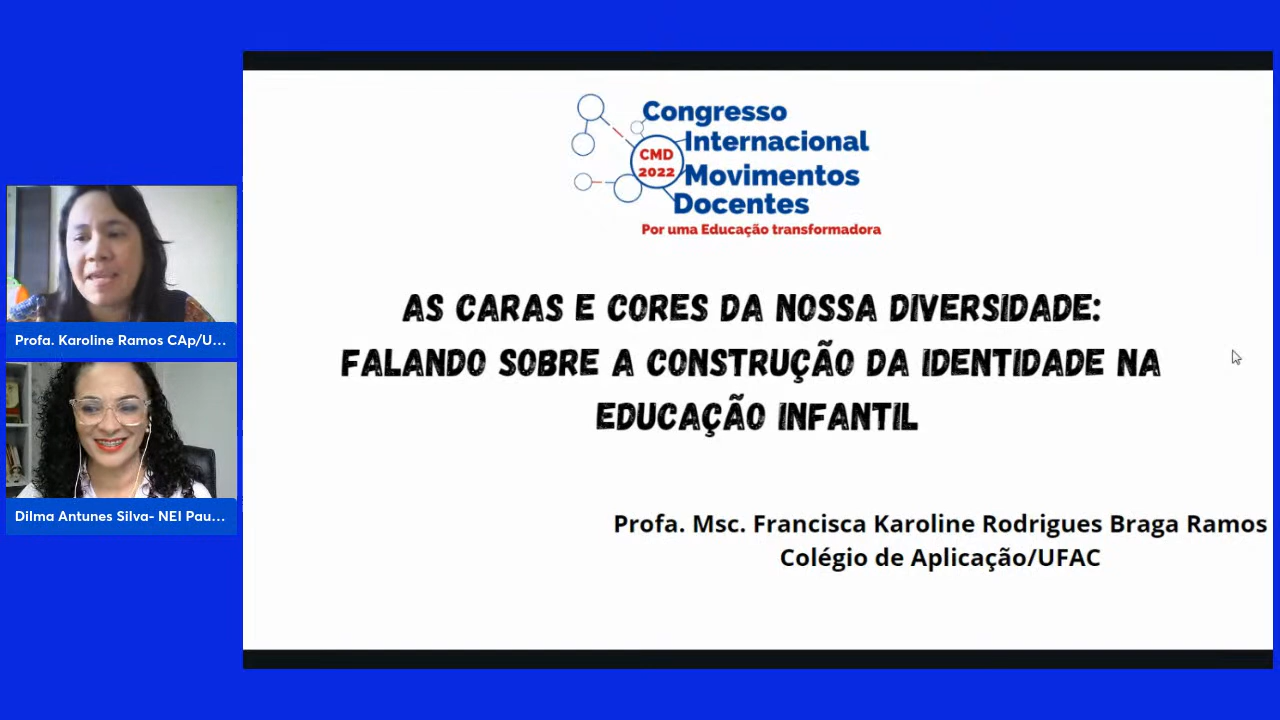 Congresso
Internacional
CMD
2022
Movimentos
Docentes
Por uma Educação transformadora
AS CARAS E CORES DA NOSSA DIVERSIDADE:
FALANDO SOBRE A CONSTRUÇÃO DA IDENTIDADE NA
EDUCAÇÃO INFANTIL
Profa. Msc. Francisca Karoline Rodrigues Braga Ramos
Colégio de Aplicação/UFAC
Profa. Karoline Ramos CAp/U...
Dilma Antunes Silva- NEI Pau...